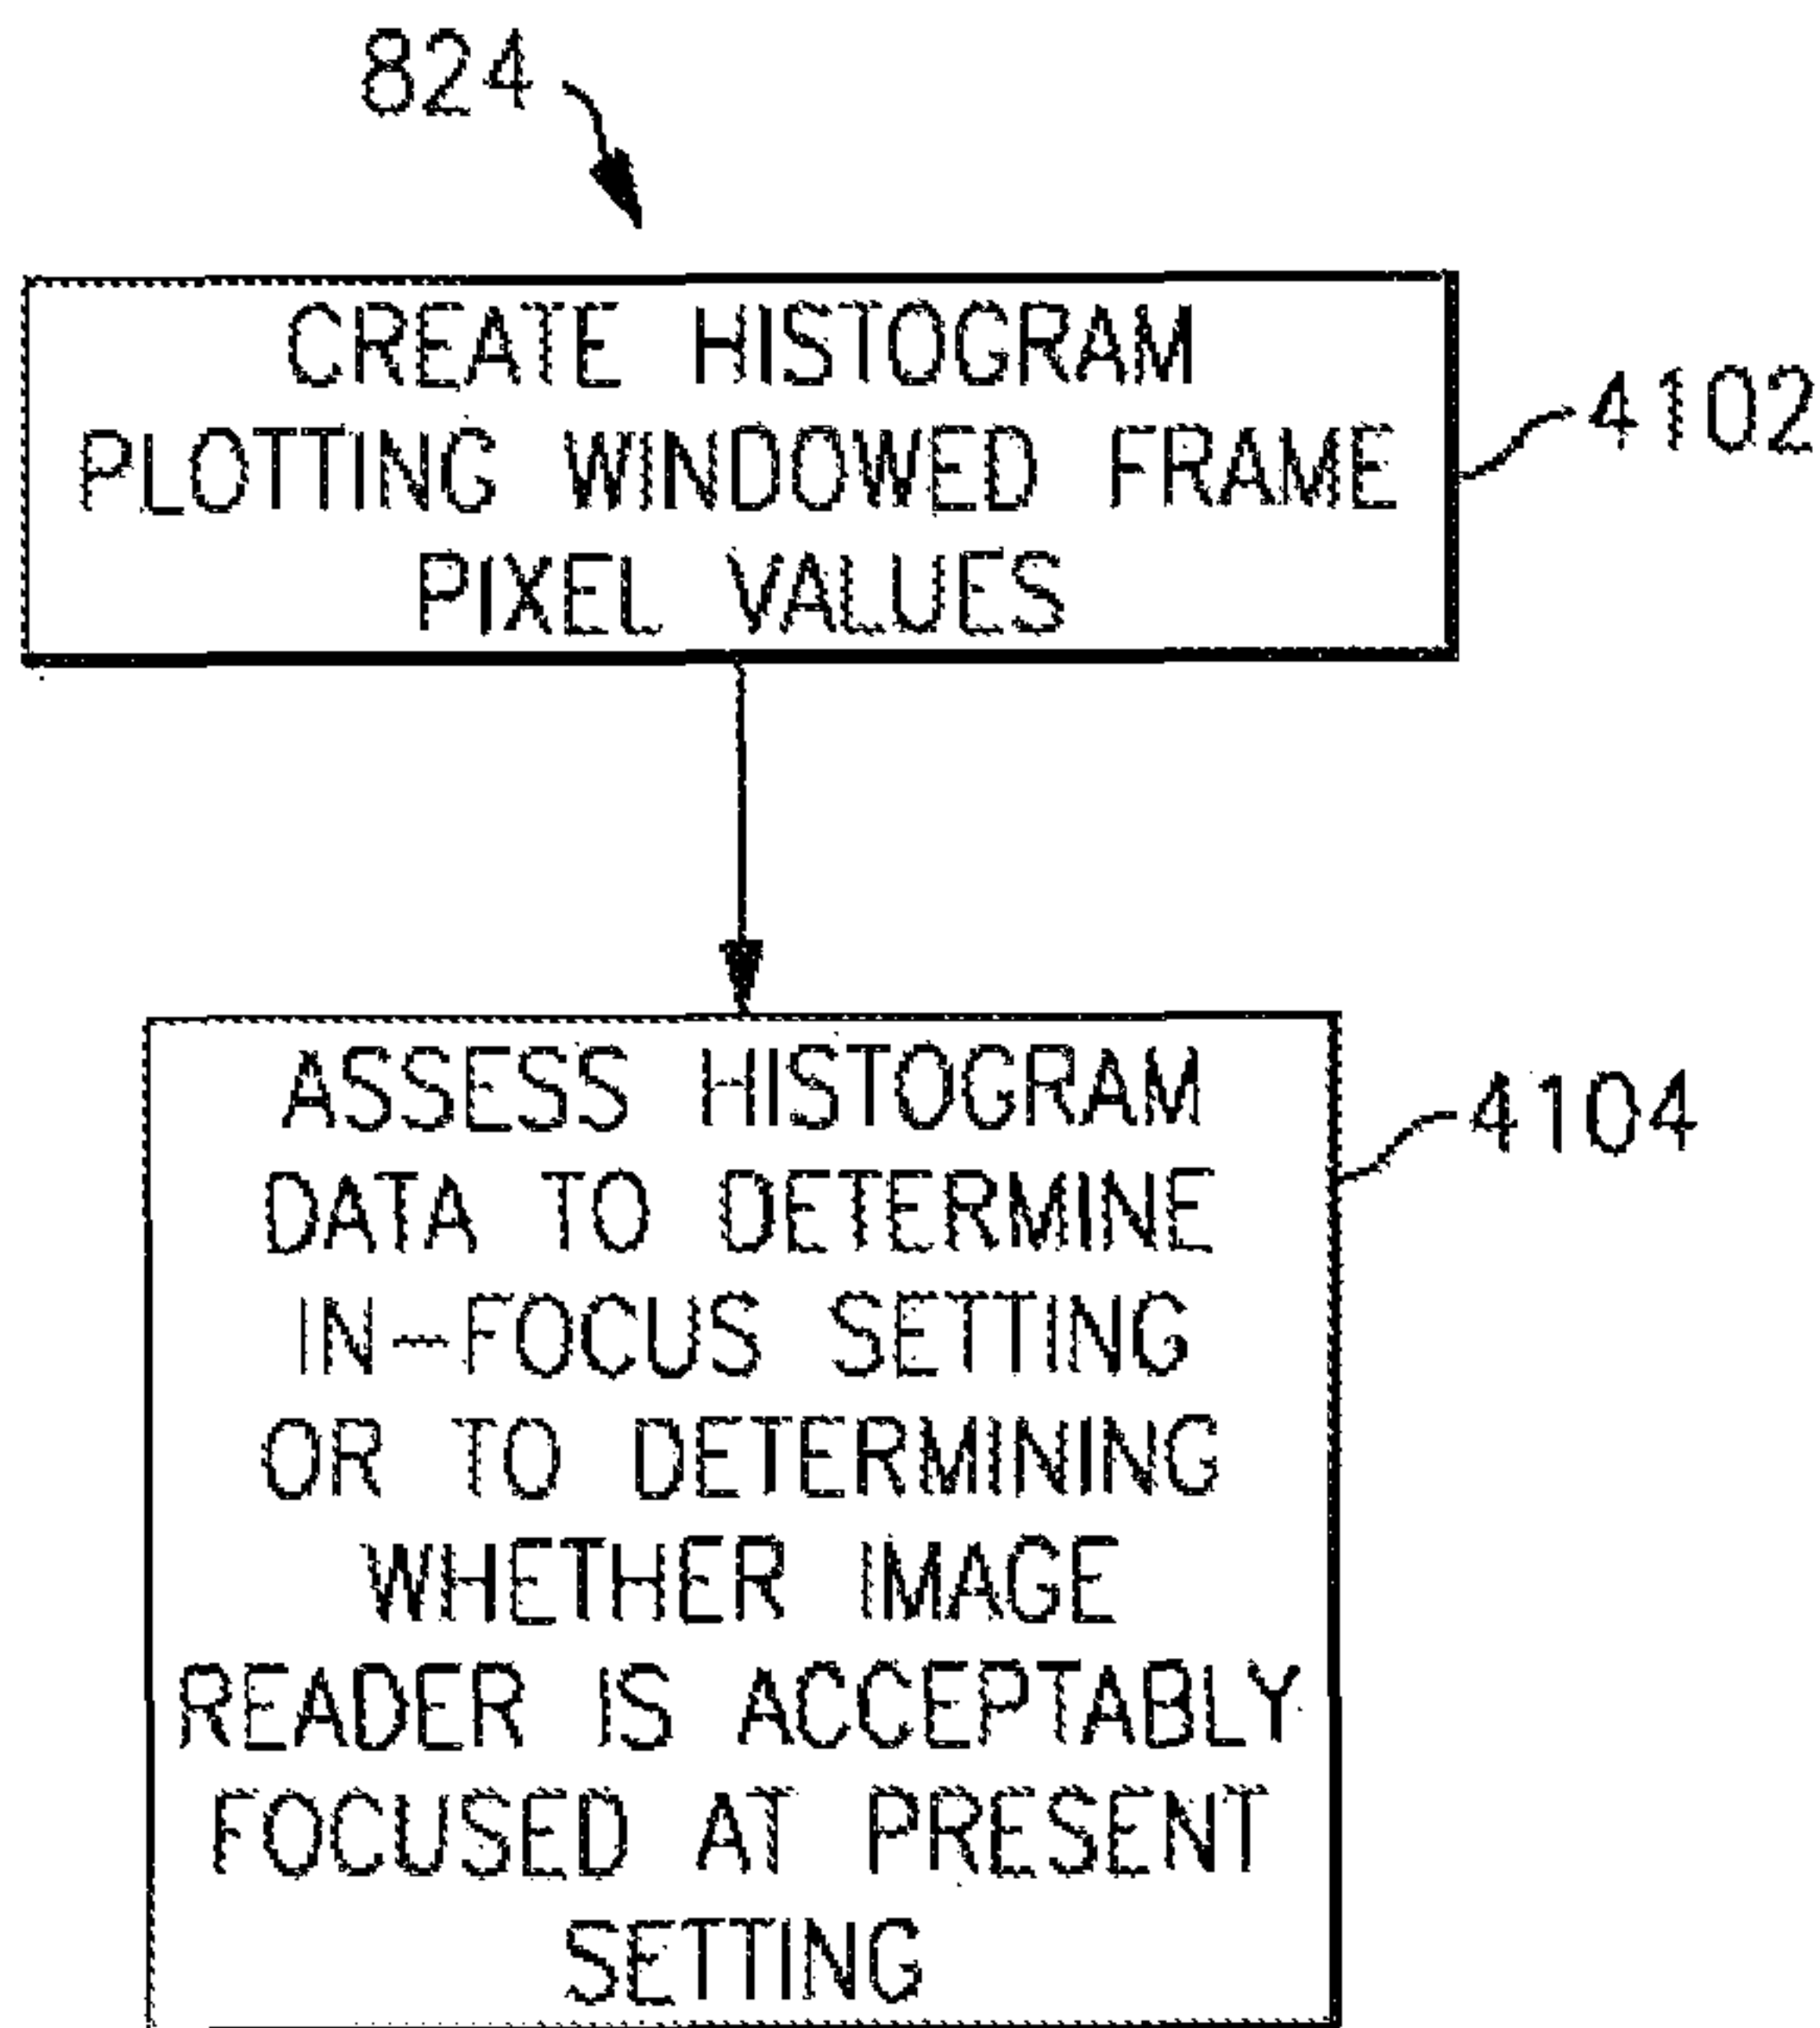 824
CREATE HISTOGRAM
PLOTTING WINDOWED FRAME
PIXEL VALUES
4102
ASSESS HISTOGRAM
DATA TO DETERMINE
IN-FOCUS SETTING
OR TO DETERMINING
WHETHER IMAGE
READER IS ACCEPTABLY
FOCUSED AT PRESENT
SETTING
4104